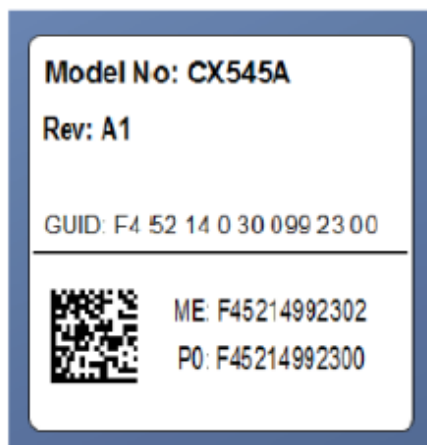 Model No: CX545A
Rev: A1
GUID: F4 52 14 0 30 099 23 00
ME: F45214992302
P0: F45214992300